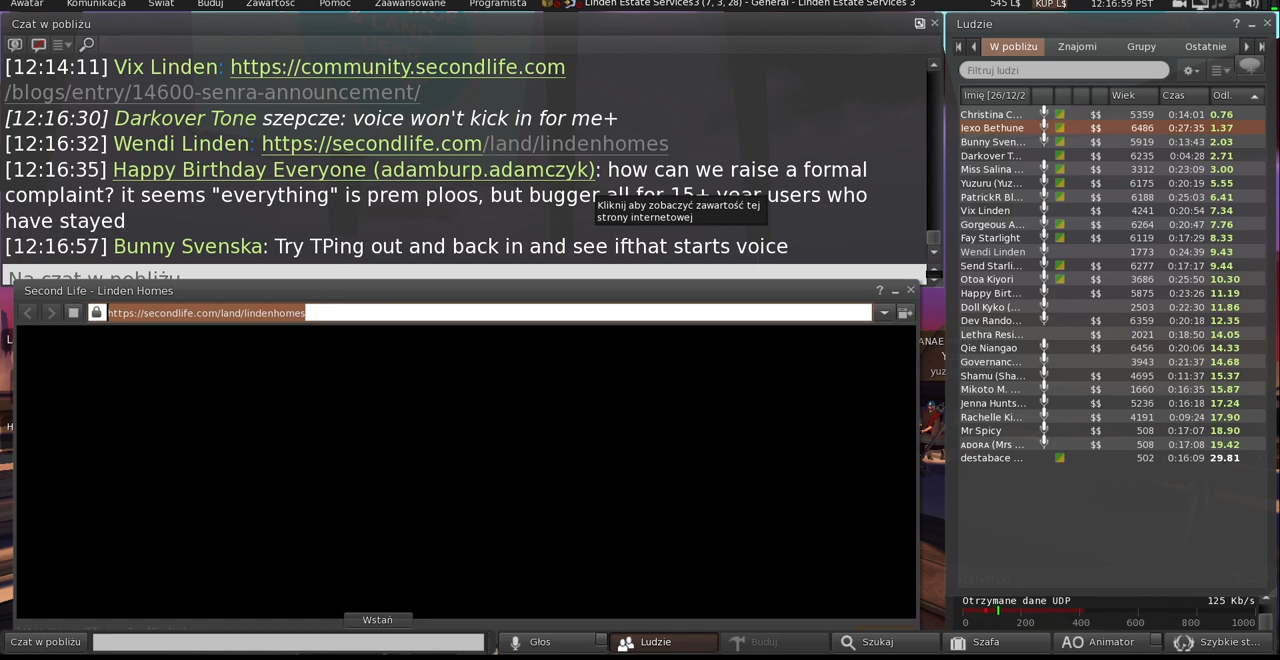 Awatar Komunikacja Świat Buduj Zawartość Pomoc Zaawansowane Programista Linden Estate Services3 (7, 3, 28) - General - Linden Estate Services 3 545 L$ KUP L$ 12:16:59 PST
Czat w pobliżu
[12:14:11] Vix Linden: https://community.secondlife.com
/blogs/entry/14600-senra-announcement/
[12:16:30] Darkover Tone szepcze: voice won't kick in for me+
[12:16:32] Wendi Linden: https://secondlife.com/land/lindenhomes
[12:16:35] Happy Birthday Everyone (adamburp.adamczyk): how can we raise a formal
complaint? it seems "everything" is prem ploos, but bugger all for 15+ year users who
have stayed
Kliknij aby zobaczyć zawartość tej
strony internetowej
[12:16:57] Bunny Svenska: Try TPing out and back in and see ifthat starts voice
Na czat w pobliżu
Second Life - Linden Homes
? _ ×
https://secondlife.com/land/lindenhomes
Wstań
Ludzie
? _ ×
W pobliżu Znajomi Grupy Ostatnie
Filtruj ludzi
Imię [26/12/2 Wiek Czas Odl.
Christina C... $$ 5359 0:14:01 0.76
Iexo Bethune $$ 6486 0:27:35 1.37
Bunny Sven... $$ 5919 0:13:43 2.03
Darkover T... $$ 6235 0:04:28 2.71
Miss Salina ... $$ 3312 0:23:09 3.00
Yuzuru (Yuz... $$ 6175 0:20:19 5.55
PatrickR Bl... $$ 6188 0:25:03 6.41
Vix Linden 4241 0:20:54 7.34
Gorgeous A... $$ 6264 0:20:47 7.76
Fay Starlight $$ 6119 0:17:29 8.33
Wendi Linden 1773 0:24:39 9.43
Send Starli... $$ 6277 0:17:17 9.44
Otoa Kiyori $$ 3686 0:25:50 10.30
Happy Birt... $$ 5875 0:23:26 11.19
Doll Kyko (... 2503 0:22:30 11.86
Dev Rando... $$ 6359 0:20:18 12.35
Lethra Resi... $$ 2021 0:18:50 14.05
Qie Niangao $$ 6456 0:20:06 14.33
Governanc... 3943 0:21:37 14.68
Shamu (Sha... $$ 4695 0:11:37 15.37
Mikoto M. ... $$ 1660 0:16:35 15.87
Jenna Hunts... $$ 5236 0:16:18 17.24
Rachelle Ki... $$ 4191 0:09:24 17.90
Mr Spicy $$ 508 0:17:07 18.90
ᴀᴅᴏʀᴀ (Mrs ... $$ 508 0:17:08 19.42
destabace ... 502 0:16:09 29.81
Otrzymane dane UDP 125 Kb/s
0 200 400 600 800 1000
Czat w pobliżu Głos Ludzie Buduj Szukaj Szafa AO Animator Szybkie st...